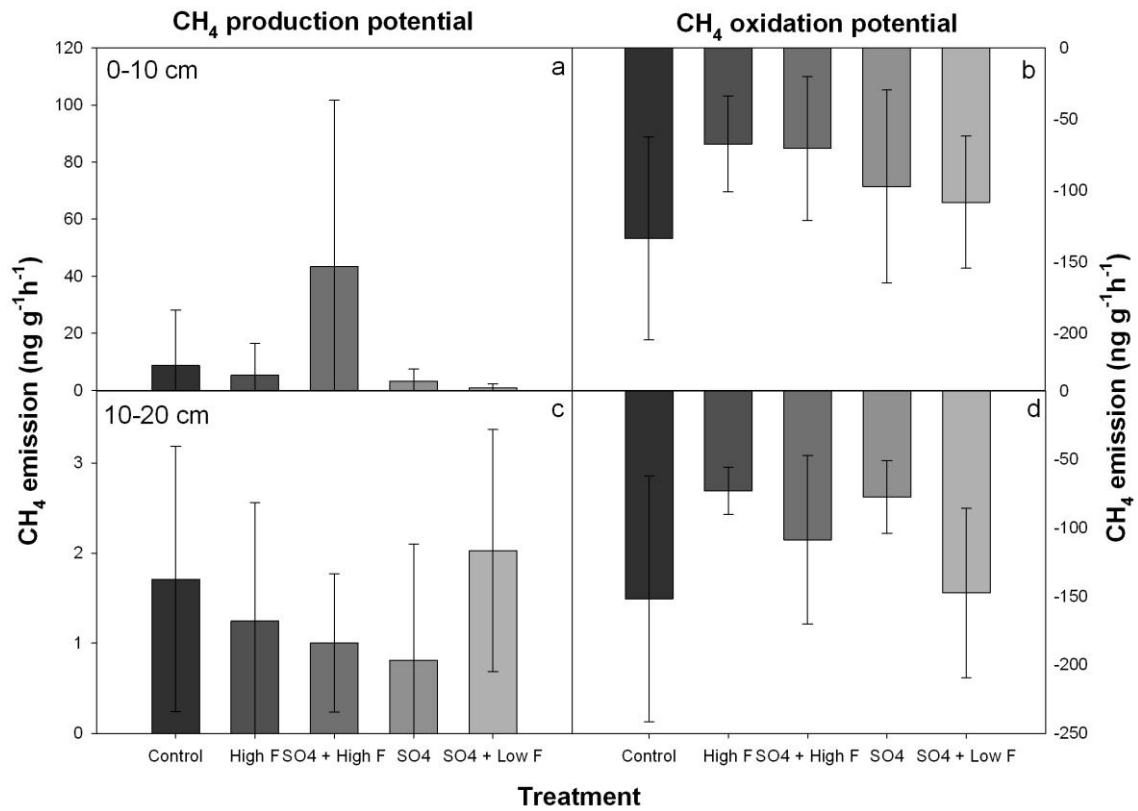 CH₄ production potential
CH₄ oxidation potential
0-10 cm
a
b
120
100
80
60
40
20
0
0
-50
-100
-150
-200
10-20 cm
c
d
3
2
1
0
0
-50
-100
-150
-200
-250
CH₄ emission (ng g⁻¹h⁻¹)
CH₄ emission (ng g⁻¹h⁻¹)
Control High F SO4 + High F SO4 SO4 + Low F
Control High F SO4 + High F SO4 SO4 + Low F
Treatment